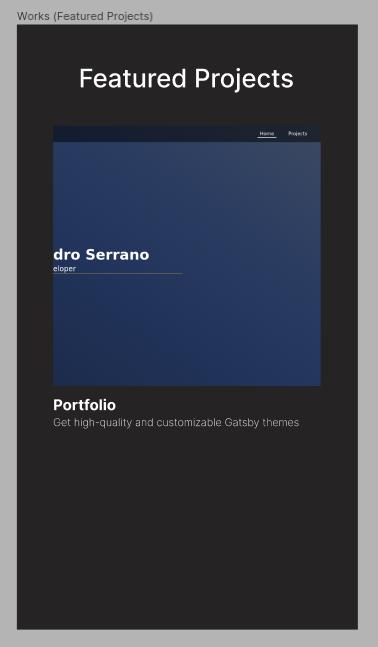 Works (Featured Projects)
Featured Projects
Home Projects
dro Serrano
eloper
Portfolio
Get high-quality and customizable Gatsby themes